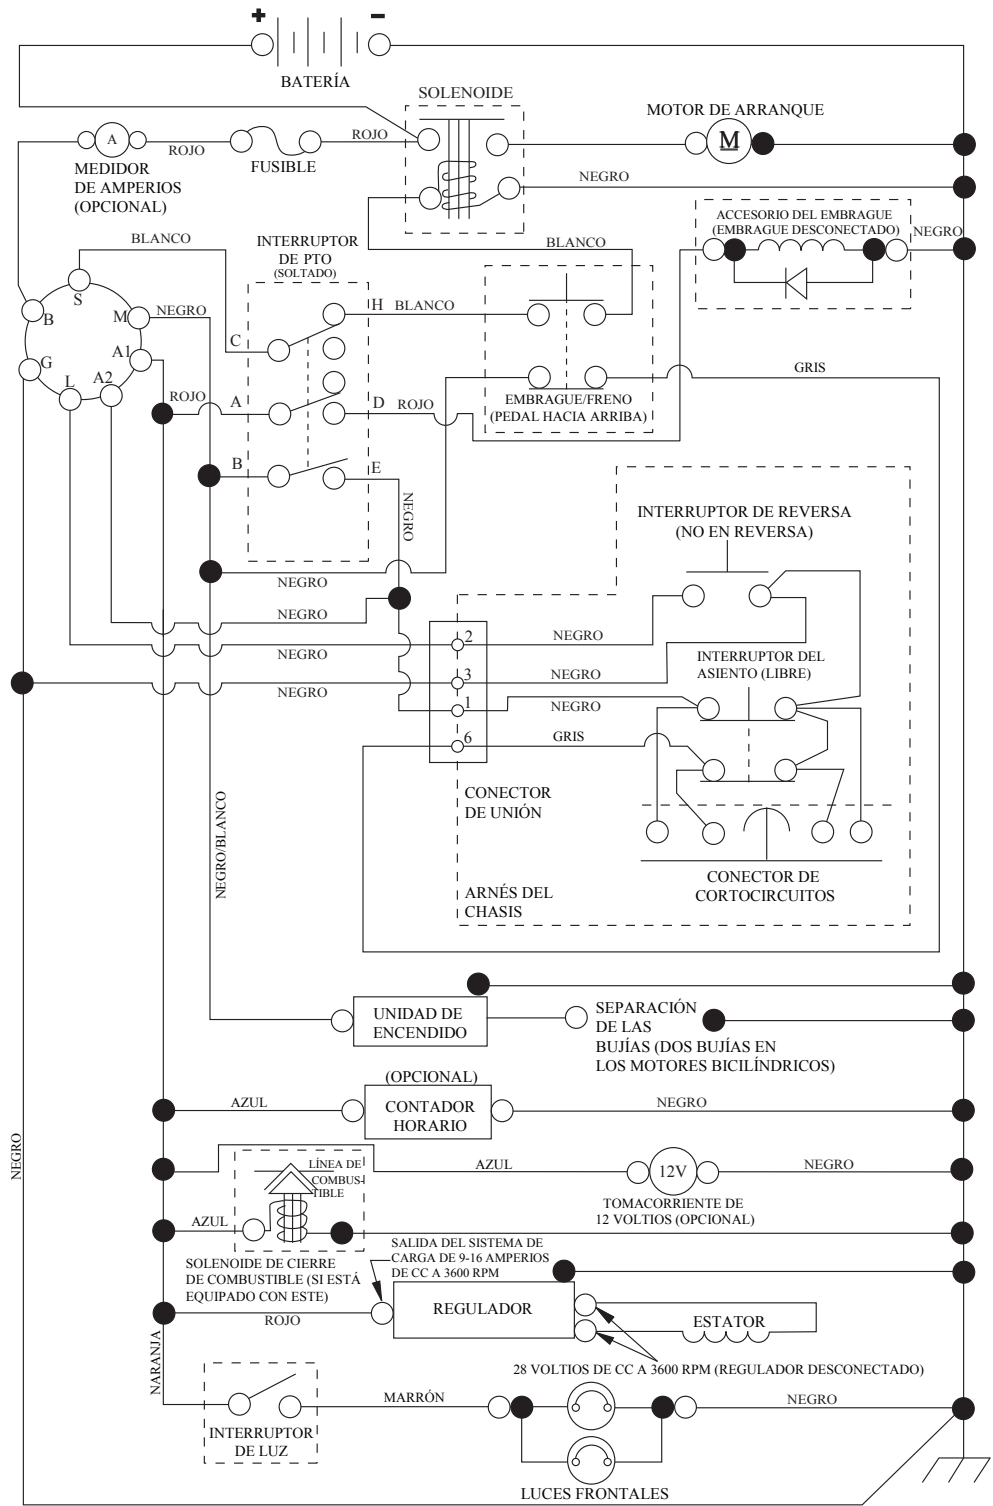 + −
BATERÍA
SOLENOIDE
MOTOR DE ARRANQUE
A
ROJO
FUSIBLE
ROJO
M
MEDIDOR
DE AMPERIOS
(OPCIONAL)
NEGRO
ACCESORIO DEL EMBRAGUE
(EMBRAGUE DESCONECTADO)
NEGRO
BLANCO
INTERRUPTOR
DE PTO
(SOLTADO)
BLANCO
S
B
M
NEGRO
H
BLANCO
C
A1
G
L
A2
ROJO
A
D
ROJO
GRIS
EMBRAGUE/FRENO
(PEDAL HACIA ARRIBA)
B
E
NEGRO
INTERRUPTOR DE REVERSA
(NO EN REVERSA)
NEGRO
NEGRO
NEGRO
2
NEGRO
INTERRUPTOR DEL
ASIENTO (LIBRE)
NEGRO
3
NEGRO
1
NEGRO
6
GRIS
CONECTOR
DE UNIÓN
NEGRO/BLANCO
CONECTOR DE
CORTOCIRCUITOS
ARNÉS DEL
CHASIS
UNIDAD DE
ENCENDIDO
SEPARACIÓN
DE LAS
BUJÍAS (DOS BUJÍAS EN
LOS MOTORES BICILÍNDRICOS)
(OPCIONAL)
AZUL
CONTADOR
HORARIO
NEGRO
NEGRO
LÍNEA DE
COMBUS-
TIBLE
AZUL
12V
NEGRO
TOMACORRIENTE DE
12 VOLTIOS (OPCIONAL)
AZUL
SOLENOIDE DE CIERRE
DE COMBUSTIBLE (SI ESTÁ
EQUIPADO CON ESTE)
SALIDA DEL SISTEMA DE
CARGA DE 9-16 AMPERIOS
DE CC A 3600 RPM
ROJO
REGULADOR
ESTATOR
28 VOLTIOS DE CC A 3600 RPM (REGULADOR DESCONECTADO)
NARANJA
INTERRUPTOR
DE LUZ
MARRÓN
NEGRO
LUCES FRONTALES